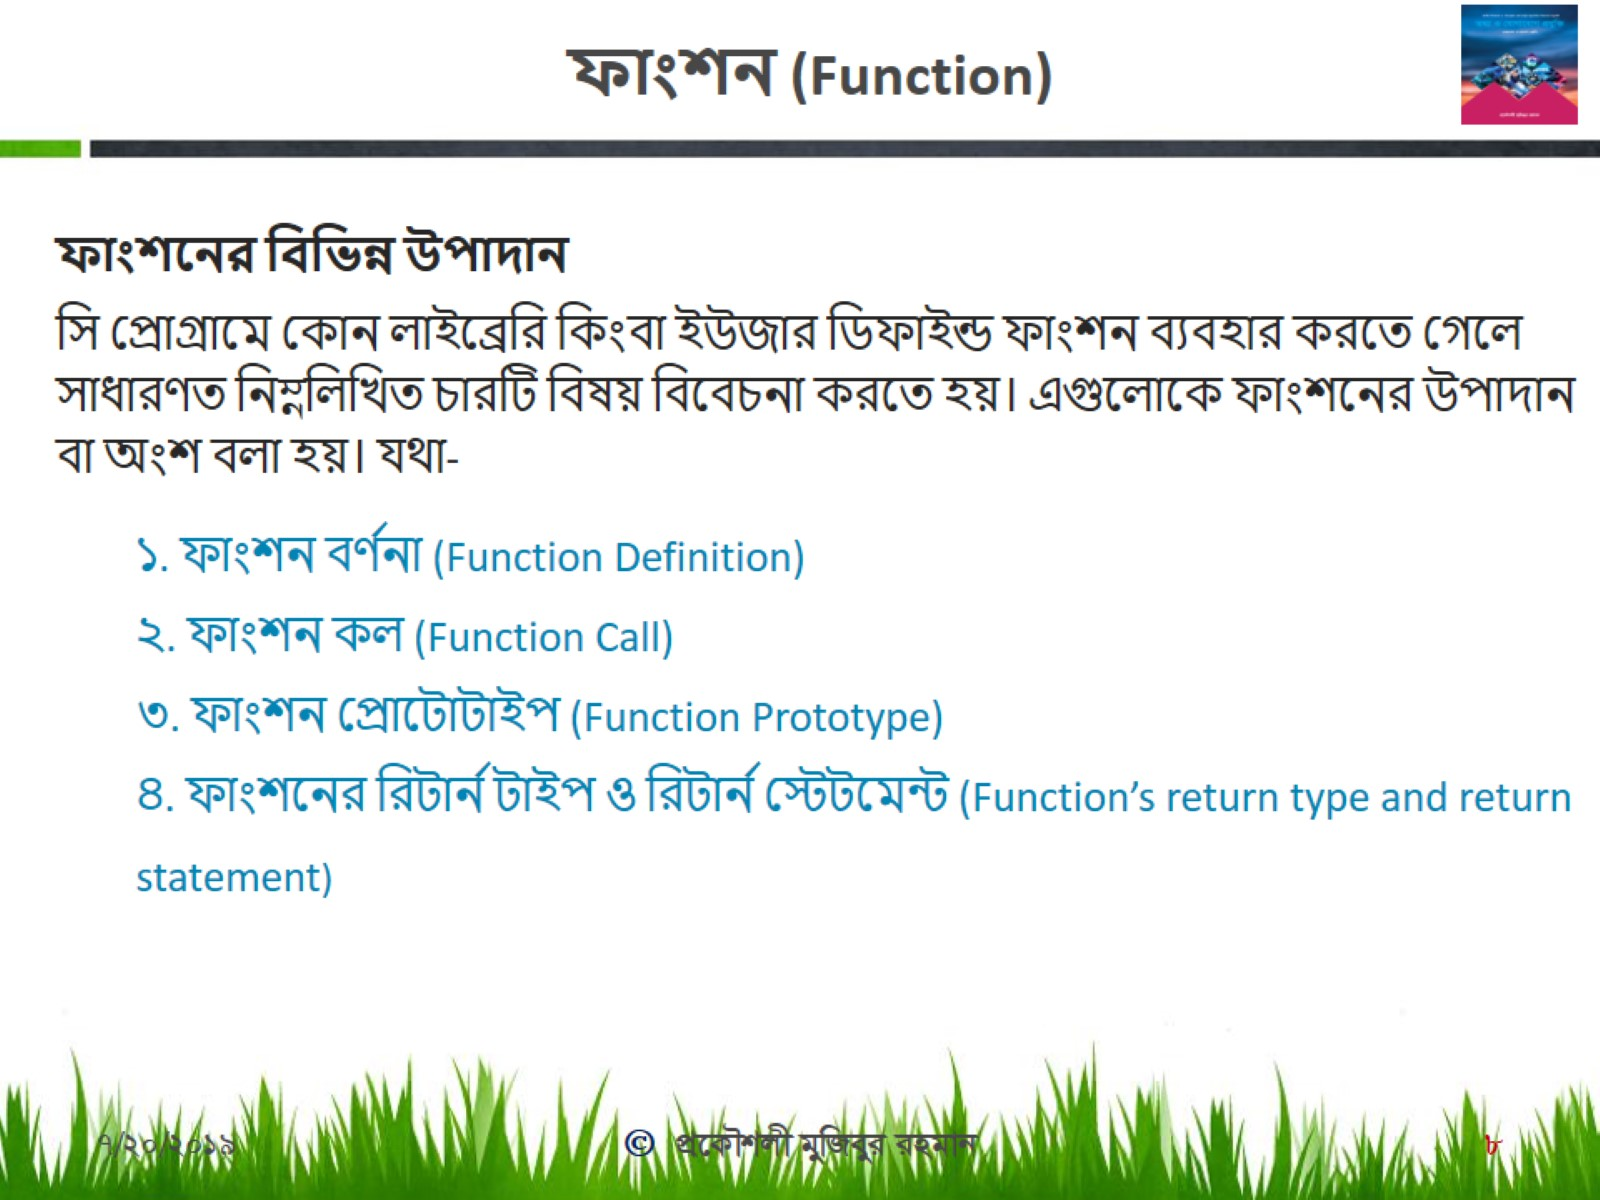 ফাংশন (Function)
ফাংশনের বিভিন্ন উপাদান
সি প্রোগ্রামে কোন লাইব্রেরি কিংবা ইউজার ডিফাইন্ড ফাংশন ব্যবহার করতে গেলে
সাধারণত নিম্নলিখিত চারটি বিষয় বিবেচনা করতে হয়। এগুলোকে ফাংশনের উপাদান
বা অংশ বলা হয়। যথা-
১. ফাংশন বর্ণনা (Function Definition)
২. ফাংশন কল (Function Call)
৩. ফাংশন প্রোটোটাইপ (Function Prototype)
৪. ফাংশনের রিটার্ন টাইপ ও রিটার্ন স্টেটমেন্ট (Function’s return type and return
statement)
৭/২০/২০১৯
© প্রকৌশলী মুজিবুর রহমান
৮